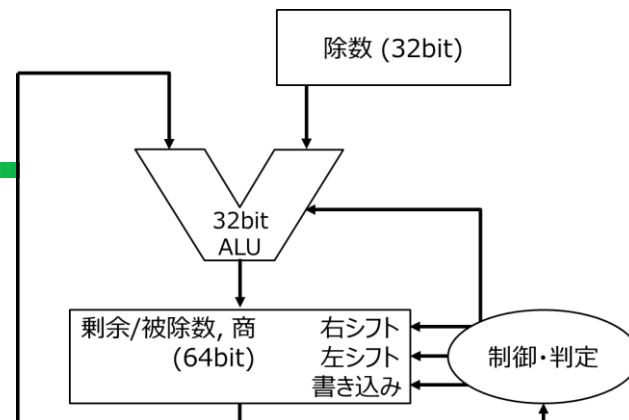 除数 (32bit)
32bit
ALU
剰余/被除数, 商
(64bit)
右シフト
左シフト
書き込み
制御・判定